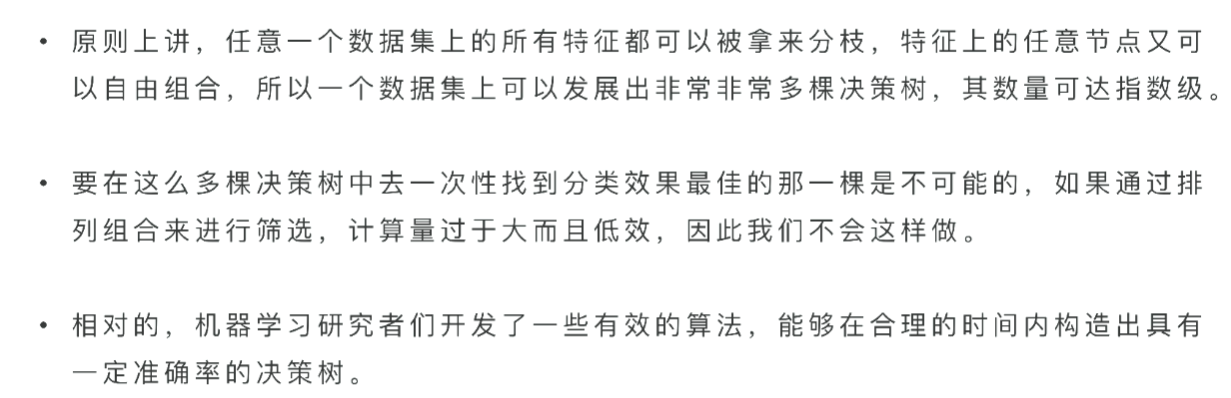 • 原则上讲，任意一个数据集上的所有特征都可以被拿来分枝，特征上的任意节点又可
以自由组合，所以一个数据集上可以发展出非常非常多棵决策树，其数量可达指数级。
• 要在这么多棵决策树中去一次性找到分类效果最佳的那一棵是不可能的，如果通过排
列组合来进行筛选，计算量过于大而且低效，因此我们不会这样做。
• 相对的，机器学习研究者们开发了一些有效的算法，能够在合理的时间内构造出具有
一定准确率的决策树。